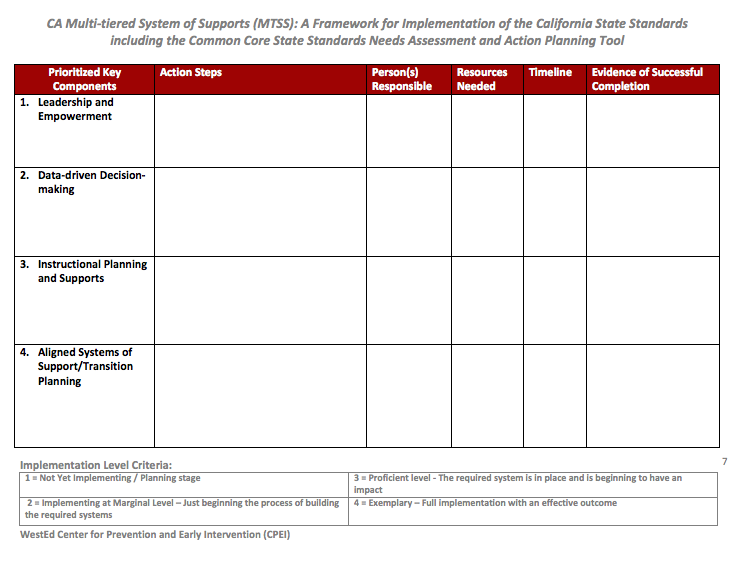 CA Multi-tiered System of Supports (MTSS): A Framework for Implementation of the California State Standards
including the Common Core State Standards Needs Assessment and Action Planning Tool
Prioritized Key Components
Action Steps
Person(s) Responsible
Resources Needed
Timeline
Evidence of Successful Completion
1. Leadership and
Empowerment
2. Data-driven Decision-
making
3. Instructional Planning
and Supports
4. Aligned Systems of
Support/Transition
Planning
7
Implementation Level Criteria:
1 = Not Yet Implementing / Planning stage
3 = Proficient level - The required system is in place and is beginning to have an
impact
2 = Implementing at Marginal Level – Just beginning the process of building
the required systems
4 = Exemplary – Full implementation with an effective outcome
WestEd Center for Prevention and Early Intervention (CPEI)